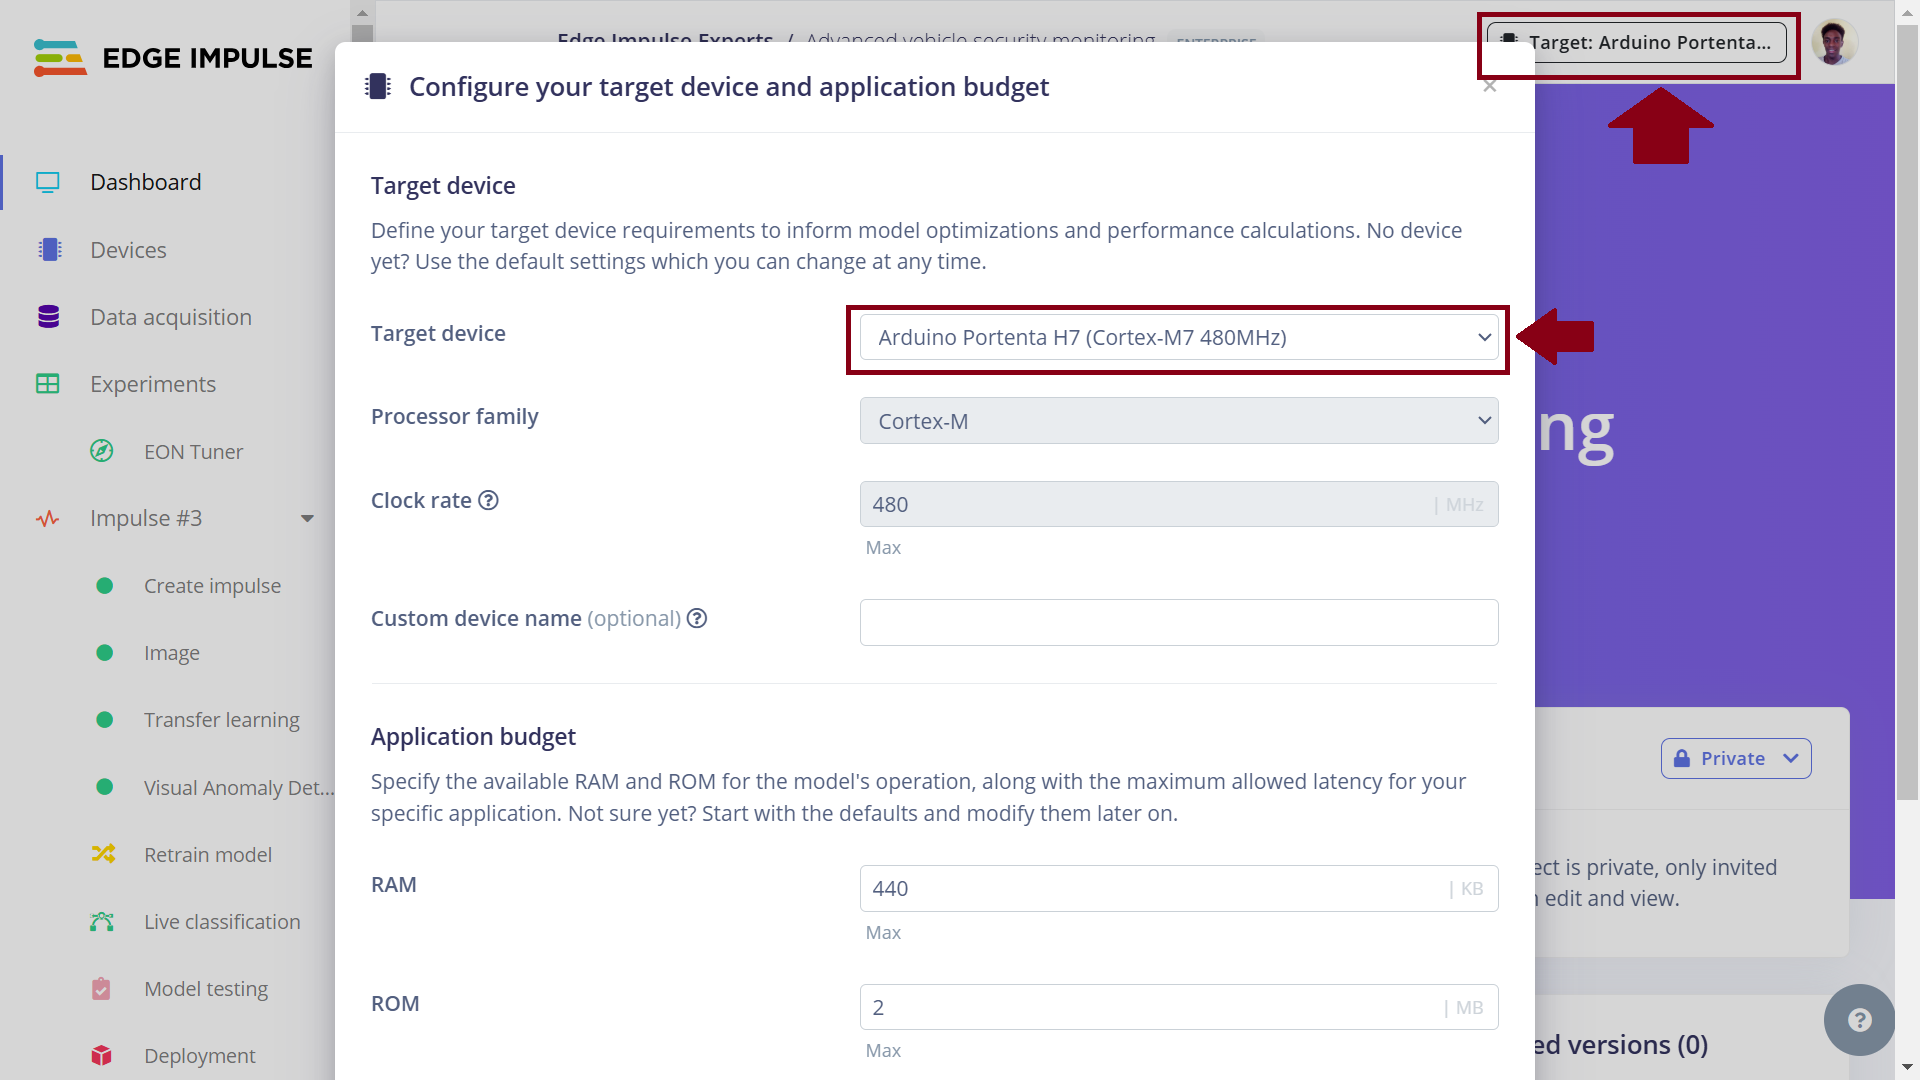 EDGE IMPULSE
Edge Impulse Experts / Advanced vehicle security monitoring ENTERPRISE
Target: Arduino Portenta...
Dashboard
Devices
Data acquisition
Experiments
EON Tuner
Impulse #3
Create impulse
Image
Transfer learning
Visual Anomaly Det...
Retrain model
Live classification
Model testing
Deployment
Configure your target device and application budget
×
Target device
Define your target device requirements to inform model optimizations and performance calculations. No device
yet? Use the default settings which you can change at any time.
Target device
Arduino Portenta H7 (Cortex-M7 480MHz)
Processor family
Cortex-M
Clock rate ?
480 | MHz
Max
Custom device name (optional) ?
Application budget
Specify the available RAM and ROM for the model's operation, along with the maximum allowed latency for your
specific application. Not sure yet? Start with the defaults and modify them later on.
RAM
440 | KB
Max
ROM
2 | MB
Max
ng
Private
ect is private, only invited
edit and view.
ed versions (0)
?